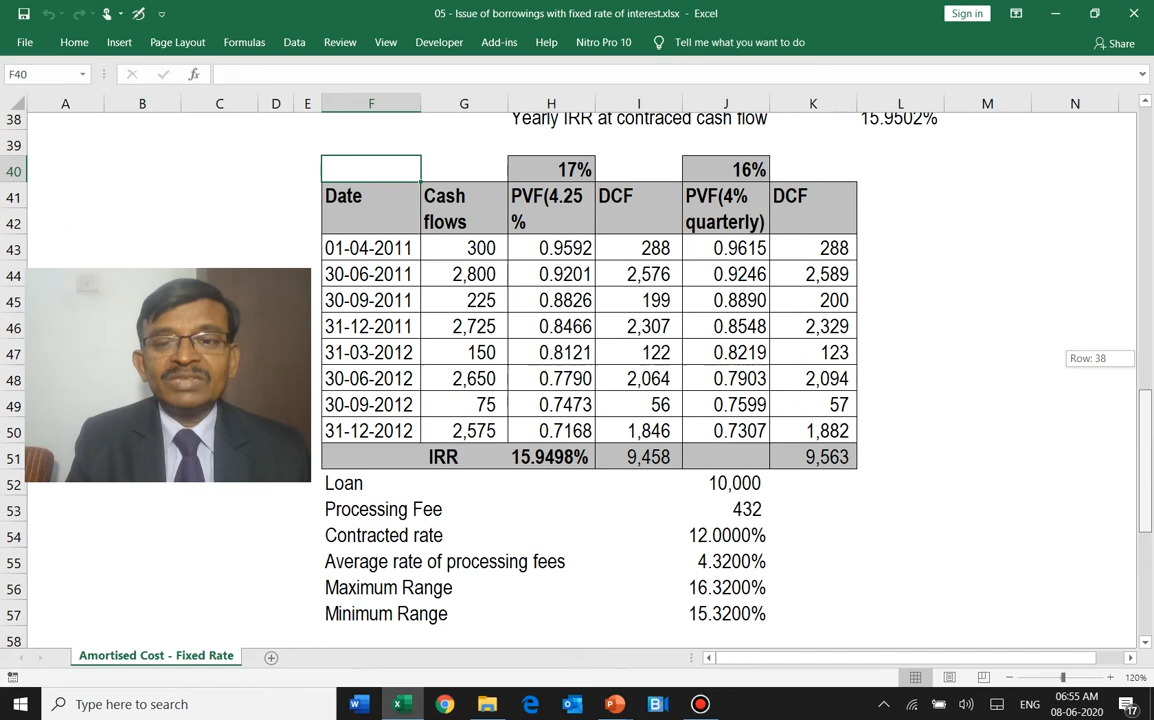 05 - Issue of borrowings with fixed rate of interest.xlsx - Excel
Sign in
File Home Insert Page Layout Formulas Data Review View Developer Add-ins Help Nitro Pro 10 Tell me what you want to do Share
F40 fx
A B C D E F G H I J K L M N
38 Yearly IRR at contraced cash flow 15.9502%
39
40 17% 16%
41 Date Cash PVF(4.25 DCF PVF(4% DCF
42 flows % quarterly)
43 01-04-2011 300 0.9592 288 0.9615 288
44 30-06-2011 2,800 0.9201 2,576 0.9246 2,589
45 30-09-2011 225 0.8826 199 0.8890 200
46 31-12-2011 2,725 0.8466 2,307 0.8548 2,329
47 31-03-2012 150 0.8121 122 0.8219 123
48 30-06-2012 2,650 0.7790 2,064 0.7903 2,094
49 30-09-2012 75 0.7473 56 0.7599 57
50 31-12-2012 2,575 0.7168 1,846 0.7307 1,882
51 IRR 15.9498% 9,458 9,563
52 Loan 10,000
53 Processing Fee 432
54 Contracted rate 12.0000%
55 Average rate of processing fees 4.3200%
56 Maximum Range 16.3200%
57 Minimum Range 15.3200%
58
Row: 38
Amortised Cost - Fixed Rate
120%
Type here to search
ENG
06:55 AM
08-06-2020
17